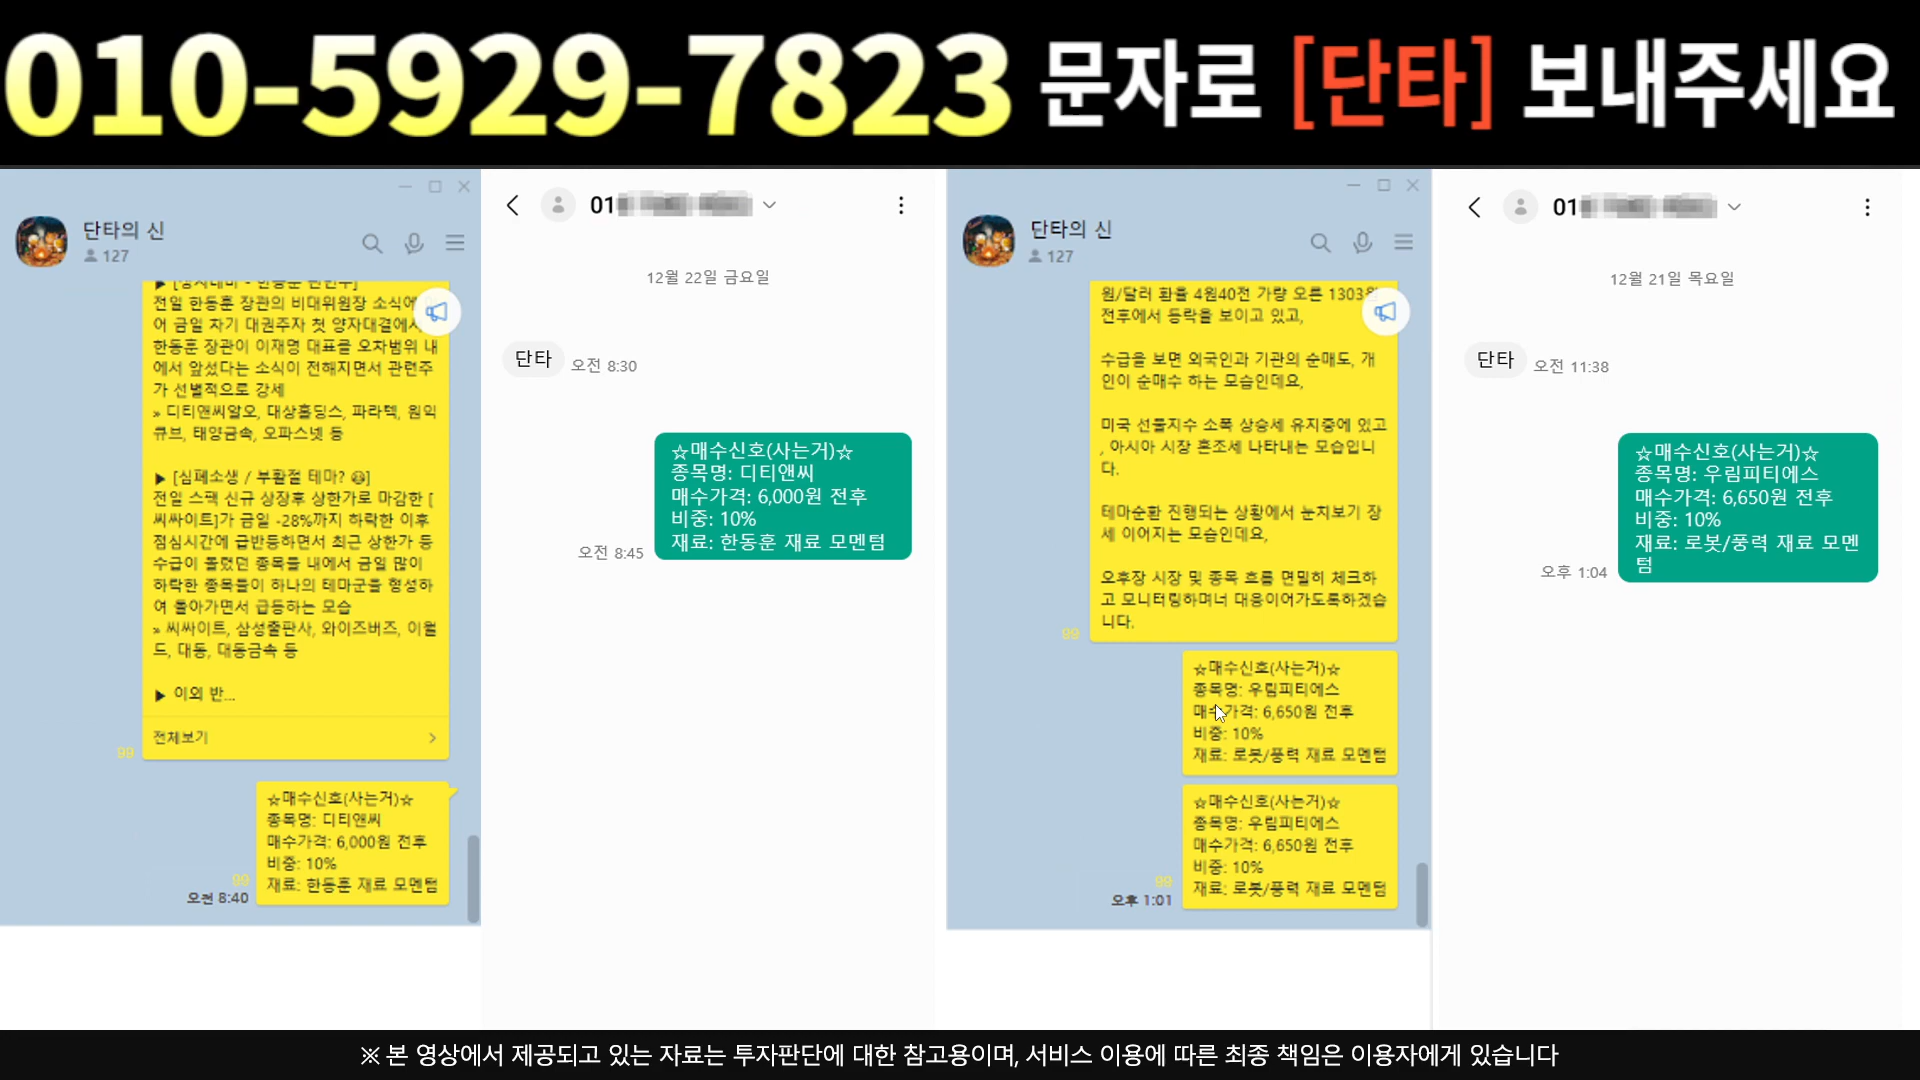 010-5929-7823 문자로 [단타] 보내주세요
단타의 신
127
전일 한동훈 장관의 비대위원장 소식에
어 금일 차기 대권주자 첫 양자대결에서
한동훈 장관이 이재명 대표를 오차범위 내
에서 앞섰다는 소식이 전해지면서 관련주
가 선별적으로 강세
» 디티앤씨알오, 대상홀딩스, 파라텍, 원익
큐브, 태양금속, 오파스넷 등
▶ [심폐소생 / 부활절 테마? 😆]
전일 스팩 신규 상장후 상한가로 마감한 [
씨싸이트]가 금일 -28%까지 하락한 이후
점심시간에 급반등하면서 최근 상한가 등
수급이 몰렸던 종목들 내에서 금일 많이
하락한 종목들이 하나의 테마군을 형성하
여 돌아가면서 급등하는 모습
» 씨싸이트, 삼성출판사, 와이즈버즈, 이월
드, 대동, 대동금속 등
▶ 이외 반...
전체보기
99
☆매수신호(사는거)☆
종목명: 디티앤씨
매수가격: 6,000원 전후
비중: 10%
재료: 한동훈 재료 모멘텀
99
오전 8:40
01
12월 22일 금요일
단타
오전 8:30
☆매수신호(사는거)☆
종목명: 디티앤씨
매수가격: 6,000원 전후
비중: 10%
재료: 한동훈 재료 모멘텀
오전 8:45
단타의 신
127
원/달러 환율 4원40전 가량 오른 1303원
전후에서 등락을 보이고 있고,
수급을 보면 외국인과 기관의 순매도, 개
인이 순매수 하는 모습인데요,
미국 선물지수 소폭 상승세 유지중에 있고
, 아시아 시장 혼조세 나타내는 모습입니
다.
테마순환 진행되는 상황에서 눈치보기 장
세 이어지는 모습인데요,
오후장 시장 및 종목 흐름 면밀히 체크하
고 모니터링하며너 대응이어가도록하겠습
니다.
99
☆매수신호(사는거)☆
종목명: 우림피티에스
매수가격: 6,650원 전후
비중: 10%
재료: 로봇/풍력 재료 모멘텀
☆매수신호(사는거)☆
종목명: 우림피티에스
매수가격: 6,650원 전후
비중: 10%
재료: 로봇/풍력 재료 모멘텀
99
오후 1:01
01
12월 21일 목요일
단타
오전 11:38
☆매수신호(사는거)☆
종목명: 우림피티에스
매수가격: 6,650원 전후
비중: 10%
재료: 로봇/풍력 재료 모멘
텀
오후 1:04
※ 본 영상에서 제공되고 있는 자료는 투자판단에 대한 참고용이며, 서비스 이용에 따른 최종 책임은 이용자에게 있습니다